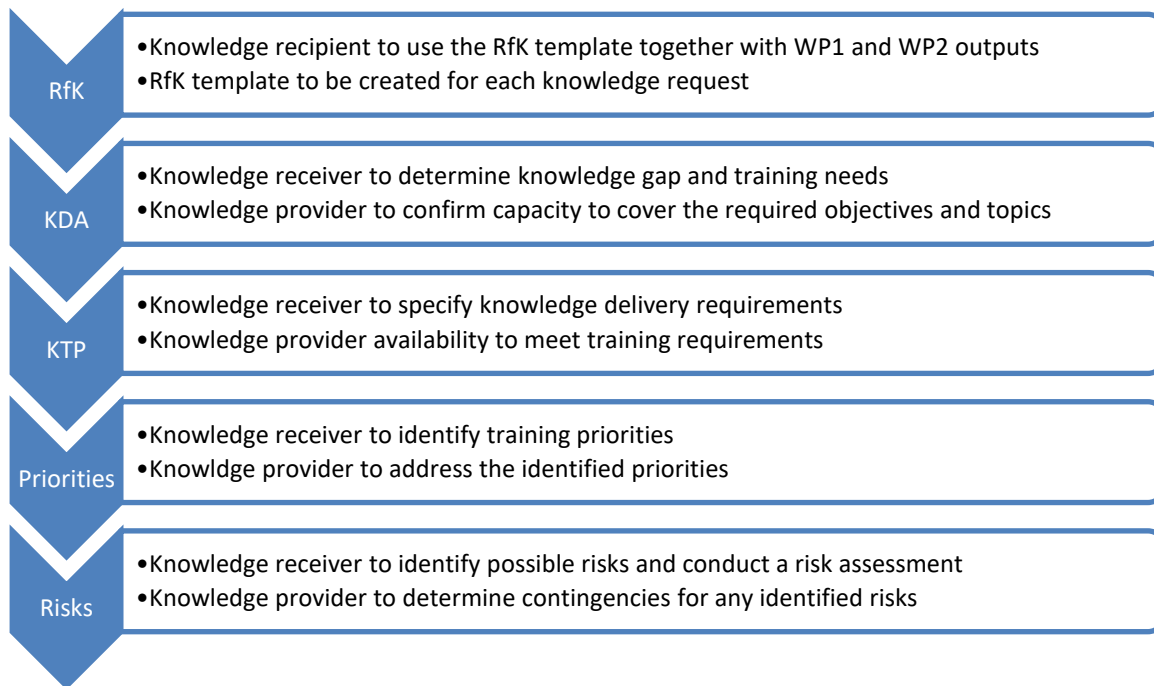 RfK
•Knowledge recipient to use the RfK template together with WP1 and WP2 outputs
•RfK template to be created for each knowledge request
KDA
•Knowledge receiver to determine knowledge gap and training needs
•Knowledge provider to confirm capacity to cover the required objectives and topics
KTP
•Knowledge receiver to specify knowledge delivery requirements
•Knowledge provider availability to meet training requirements
Priorities
•Knowledge receiver to identify training priorities
•Knowldge provider to address the identified priorities
Risks
•Knowledge receiver to identify possible risks and conduct a risk assessment
•Knowledge provider to determine contingencies for any identified risks